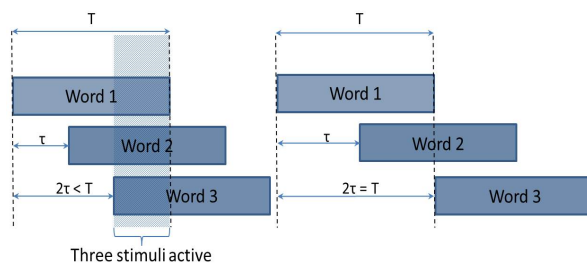 T
Word 1
τ
Word 2
2τ < T
Word 3
Three stimuli active
T
Word 1
τ
Word 2
2τ = T
Word 3